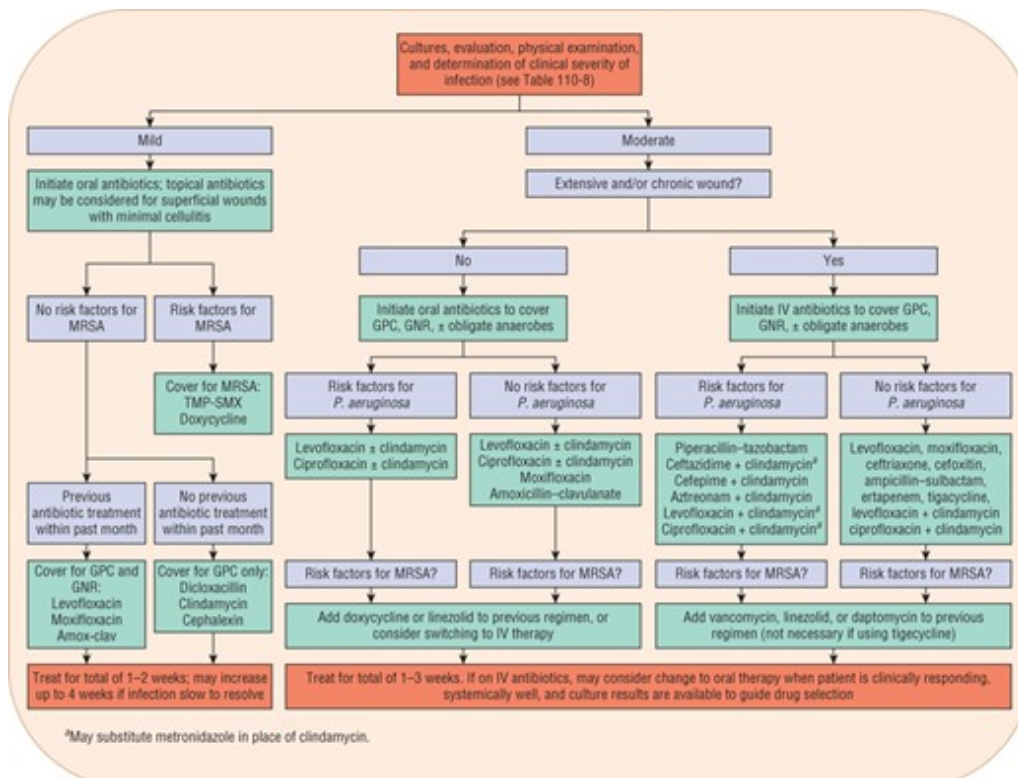 Cultures, evaluation, physical examination,
and determination of clinical severity of
infection (see Table 110-8)
Mild
Moderate
Initiate oral antibiotics; topical antibiotics
may be considered for superficial wounds
with minimal cellulitis
Extensive and/or chronic wound?
No
Yes
No risk factors for
MRSA
Risk factors for
MRSA
Initiate oral antibiotics to cover
GPC, GNR, ± obligate anaerobes
Initiate IV antibiotics to cover GPC,
GNR, ± obligate anaerobes
Cover for MRSA:
TMP-SMX
Doxycycline
Risk factors for
P. aeruginosa
No risk factors for
P. aeruginosa
Risk factors for
P. aeruginosa
No risk factors for
P. aeruginosa
Levofloxacin ± clindamycin
Ciprofloxacin ± clindamycin
Levofloxacin ± clindamycin
Ciprofloxacin ± clindamycin
Moxifloxacin
Amoxicillin–clavulanate
Piperacillin–tazobactam
Ceftazidime + clindamycinᵃ
Cefepime + clindamycin
Aztreonam + clindamycin
Levofloxacin + clindamycinᵃ
Ciprofloxacin + clindamycinᵃ
Levofloxacin, moxifloxacin,
ceftriaxone, cefoxitin,
ampicillin–sulbactam,
ertapenem, tigacycline,
levofloxacin + clindamycin
ciprofloxacin + clindamycin
Previous
antibiotic treatment
within past month
No previous
antibiotic treatment
within past month
Cover for GPC and
GNR:
Levofloxacin
Moxifloxacin
Amox-clav
Cover for GPC only:
Dicloxacillin
Clindamycin
Cephalexin
Risk factors for MRSA?
Risk factors for MRSA?
Risk factors for MRSA?
Risk factors for MRSA?
Add doxycycline or linezolid to previous regimen, or
consider switching to IV therapy
Add vancomycin, linezolid, or daptomycin to previous
regimen (not necessary if using tigecycline)
Treat for total of 1–2 weeks; may increase
up to 4 weeks if infection slow to resolve
Treat for total of 1–3 weeks. If on IV antibiotics, may consider change to oral therapy when patient is clinically responding,
systemically well, and culture results are available to guide drug selection
ᵃMay substitute metronidazole in place of clindamycin.